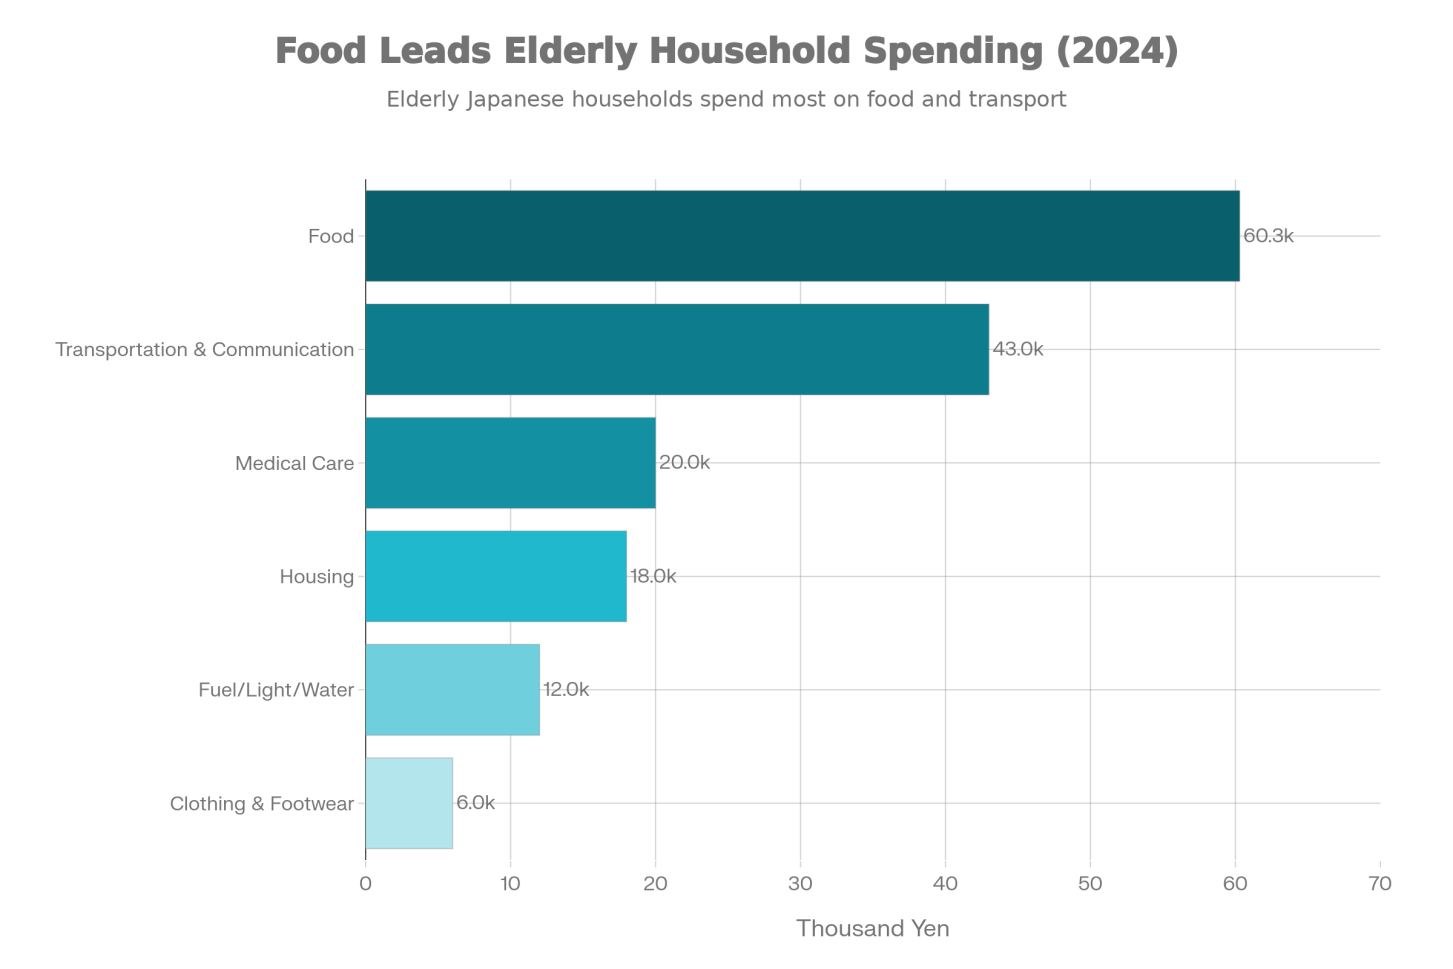 Food Leads Elderly Household Spending (2024)
Elderly Japanese households spend most on food and transport
Food
60.3k
Transportation & Communication
43.0k
Medical Care
20.0k
Housing
18.0k
Fuel/Light/Water
12.0k
Clothing & Footwear
6.0k
0 10 20 30 40 50 60 70
Thousand Yen